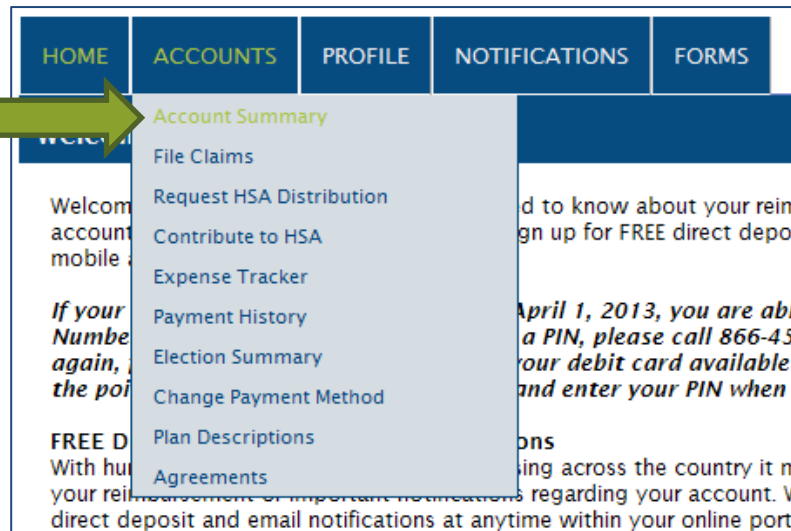 HOME ACCOUNTS PROFILE NOTIFICATIONS FORMS
Account Summary
File Claims
Request HSA Distribution
Contribute to HSA
Expense Tracker
Payment History
Election Summary
Change Payment Method
Plan Descriptions
Agreements
Welcom d to know about your rein
account gn up for FREE direct depo
mobile
If your April 1, 2013, you are abl
Numbe a PIN, please call 866-45
again, our debit card available
the poi and enter your PIN when
FREE D ons
With hu sing across the country it
your reimbursement or important notifications regarding your account.
direct deposit and email notifications at anytime within your online port